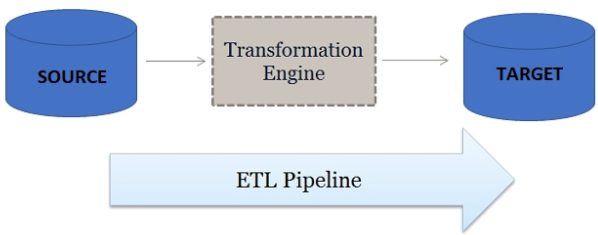 SOURCE
Transformation
Engine
TARGET
ETL Pipeline